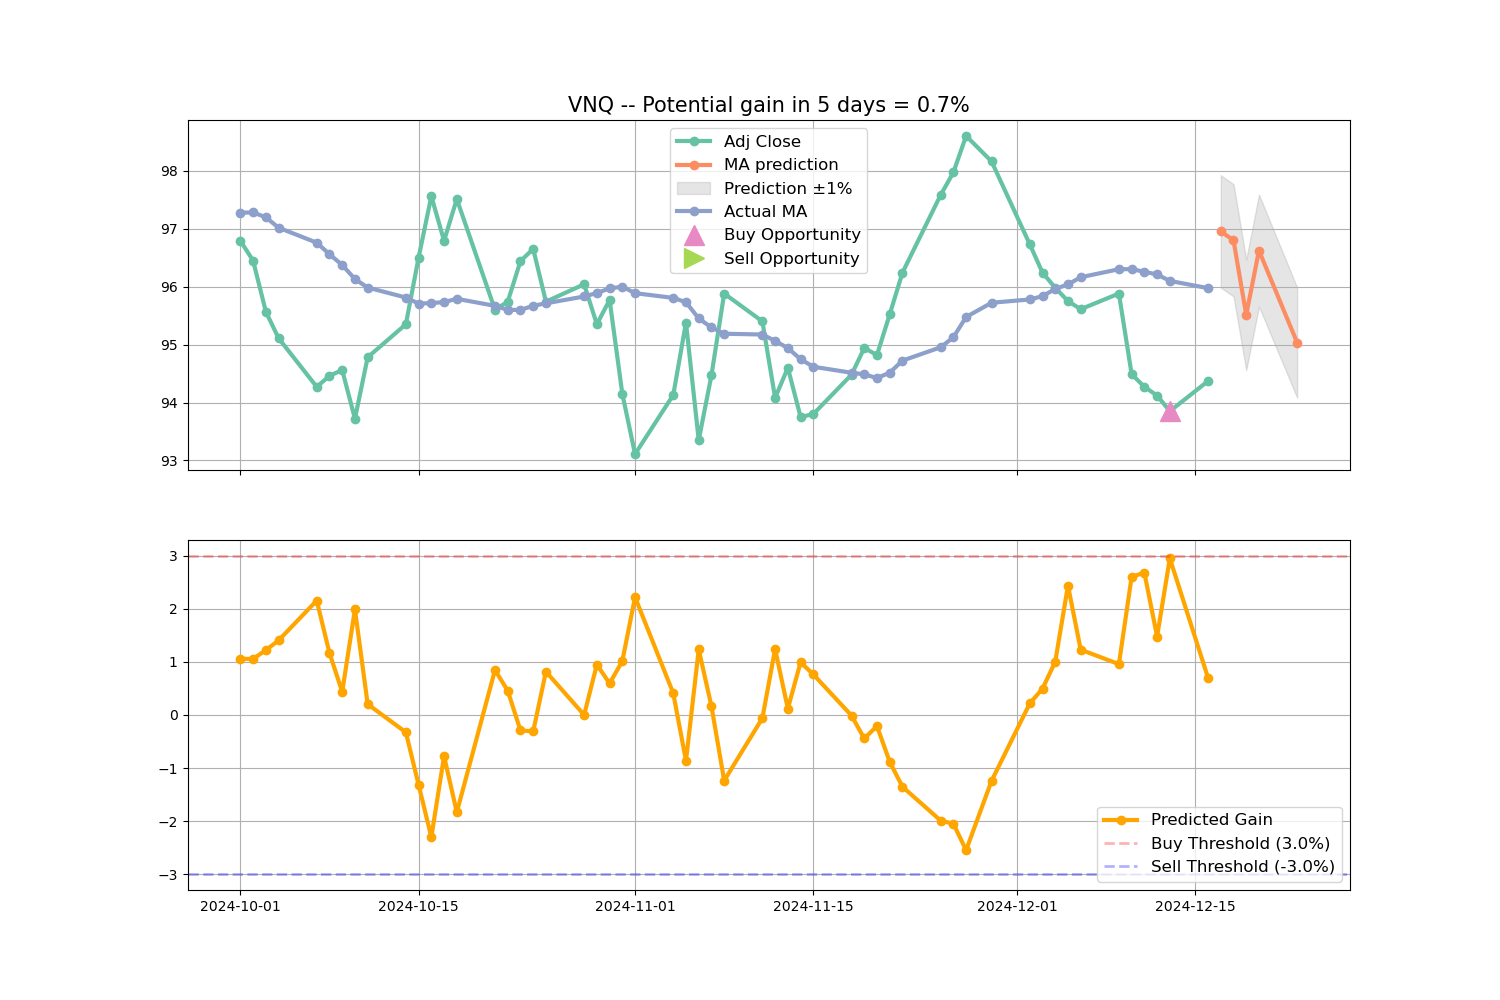 VNQ -- Potential gain in 5 days = 0.7%
98
97
96
95
94
93
Adj Close
MA prediction
Prediction ±1%
Actual MA
Buy Opportunity
Sell Opportunity
3
2
1
0
−1
−2
−3
Predicted Gain
Buy Threshold (3.0%)
Sell Threshold (-3.0%)
2024-10-01
2024-10-15
2024-11-01
2024-11-15
2024-12-01
2024-12-15